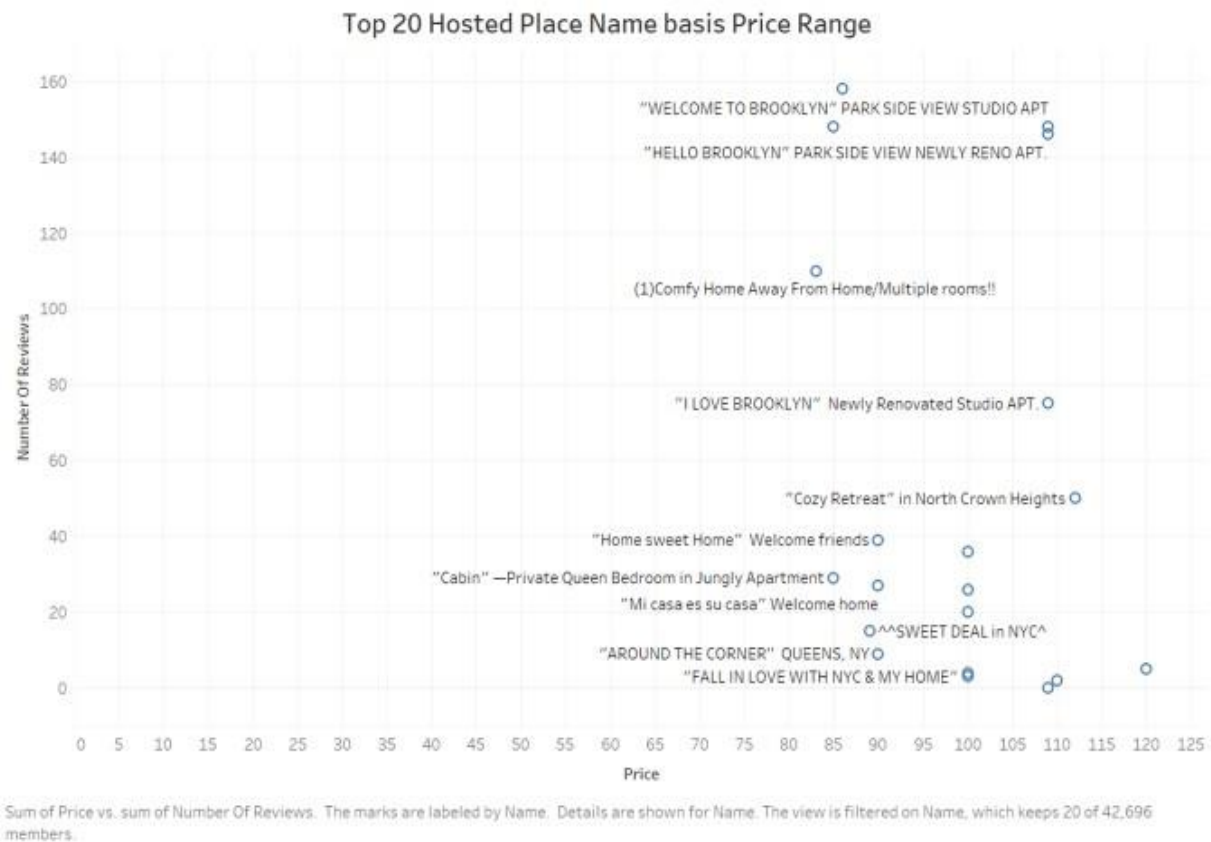 Top 20 Hosted Place Name basis Price Range
160
"WELCOME TO BROOKLYN" PARK SIDE VIEW STUDIO APT
140
"HELLO BROOKLYN" PARK SIDE VIEW NEWLY RENO APT.
120
(1)Comfy Home Away From Home/Multiple rooms!!
100
Number Of Reviews
80
"I LOVE BROOKLYN" Newly Renovated Studio APT.
60
"Cozy Retreat" in North Crown Heights
40
"Home sweet Home" Welcome friends
"Cabin" —Private Queen Bedroom in Jungly Apartment
"Mi casa es su casa" Welcome home
20
^^SWEET DEAL in NYC^
"AROUND THE CORNER" QUEENS, NY
"FALL IN LOVE WITH NYC & MY HOME"
0
0 5 10 15 20 25 30 35 40 45 50 55 60 65 70 75 80 85 90 95 100 105 110 115 120 125
Price
Sum of Price vs. sum of Number Of Reviews. The marks are labeled by Name. Details are shown for Name. The view is filtered on Name, which keeps 20 of 42,696
members.